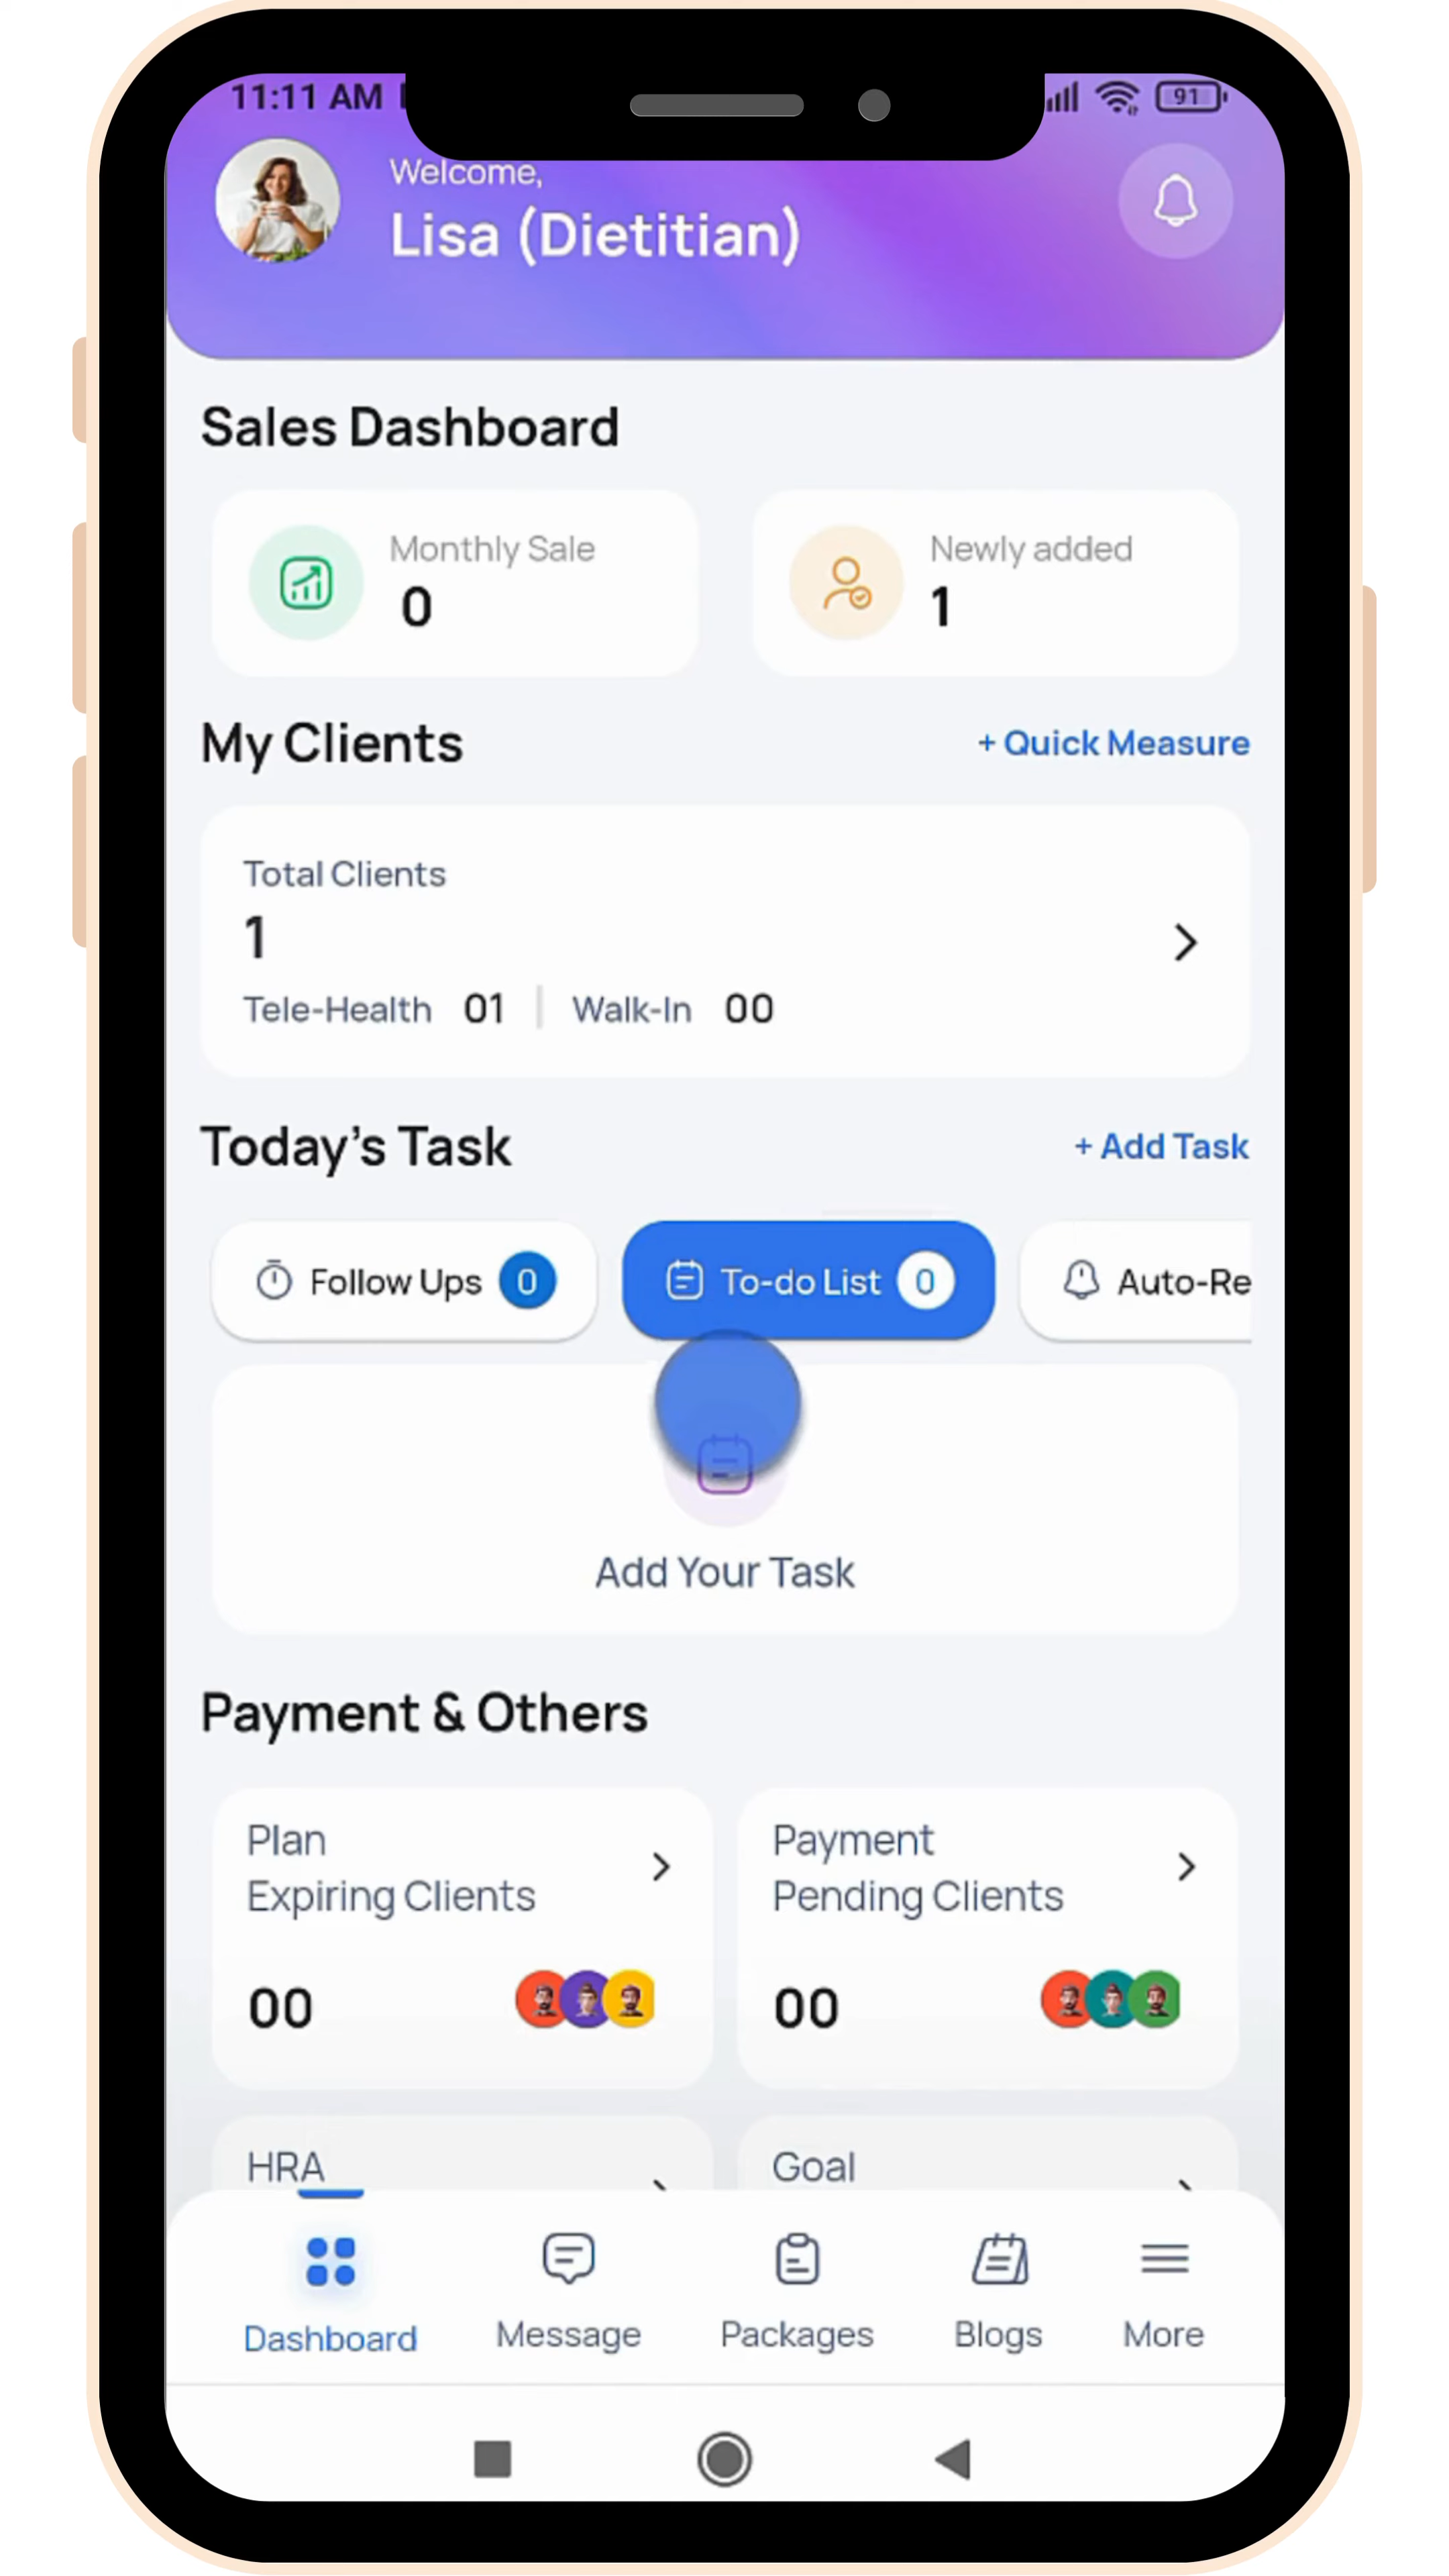 11:11 AM
91
Welcome,
Lisa (Dietitian)
Sales Dashboard
Monthly Sale
0
Newly added
1
My Clients
+ Quick Measure
Total Clients
1
Tele-Health 01 | Walk-In 00
Today's Task
+ Add Task
Follow Ups 0
To-do List 0
Auto-Re
Add Your Task
Payment & Others
Plan
Expiring Clients
00
Payment
Pending Clients
00
HRA
Goal
Dashboard
Message
Packages
Blogs
More